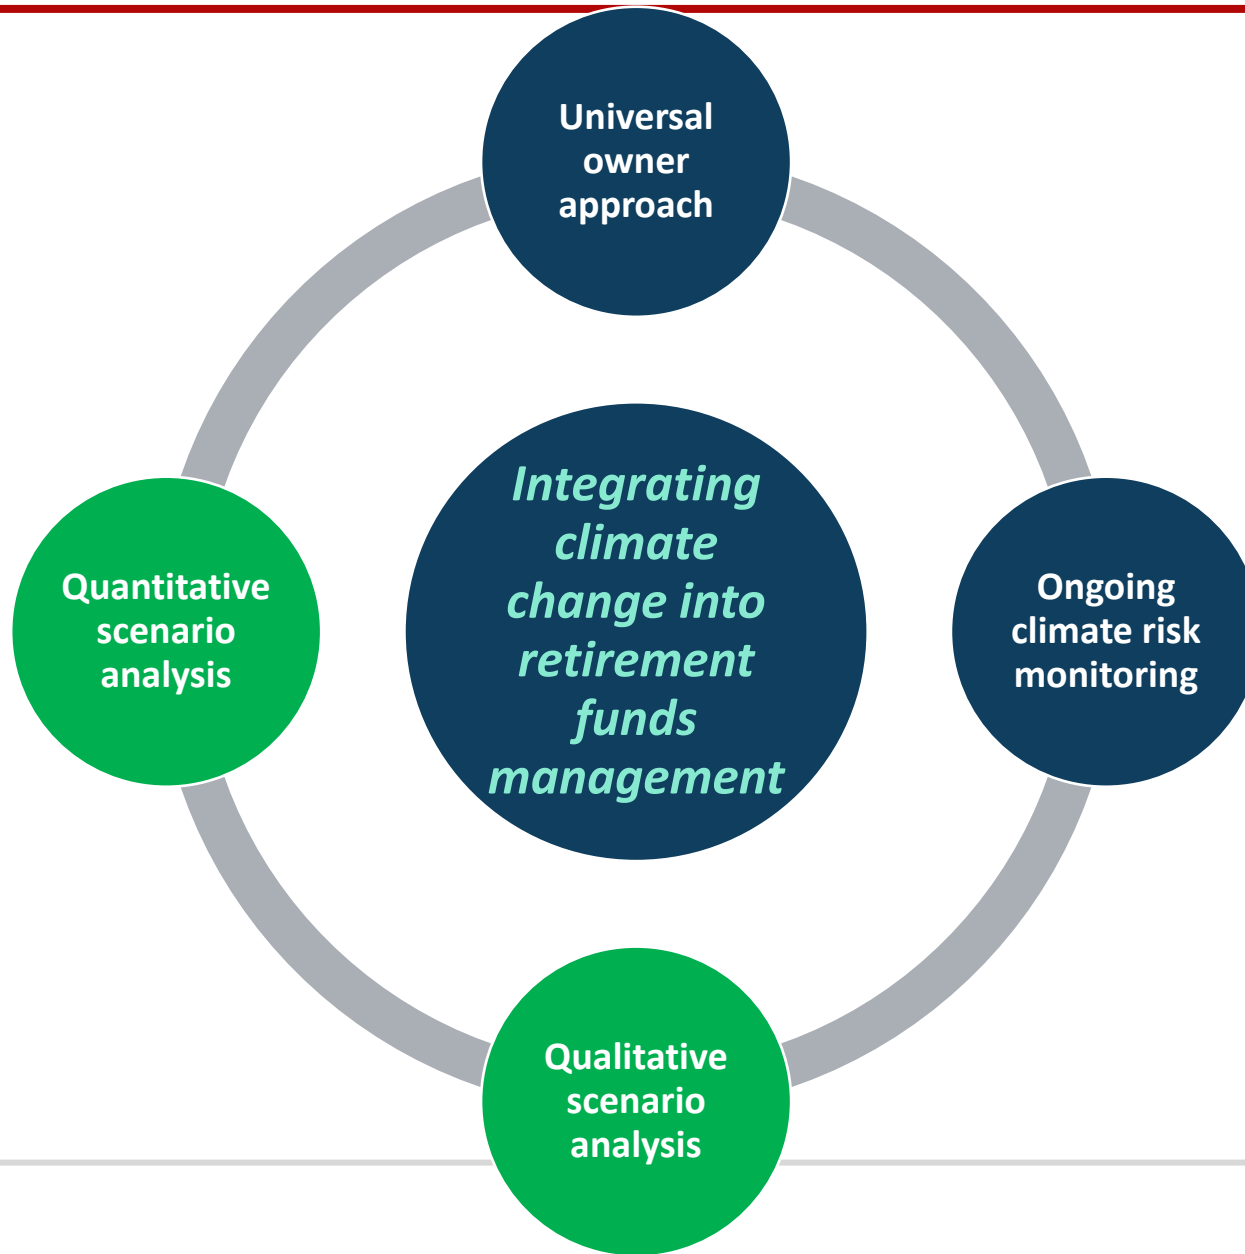 Universal
owner
approach
Integrating
climate
change into
retirement
funds
management
Quantitative
scenario
analysis
Ongoing
climate risk
monitoring
Qualitative
scenario
analysis